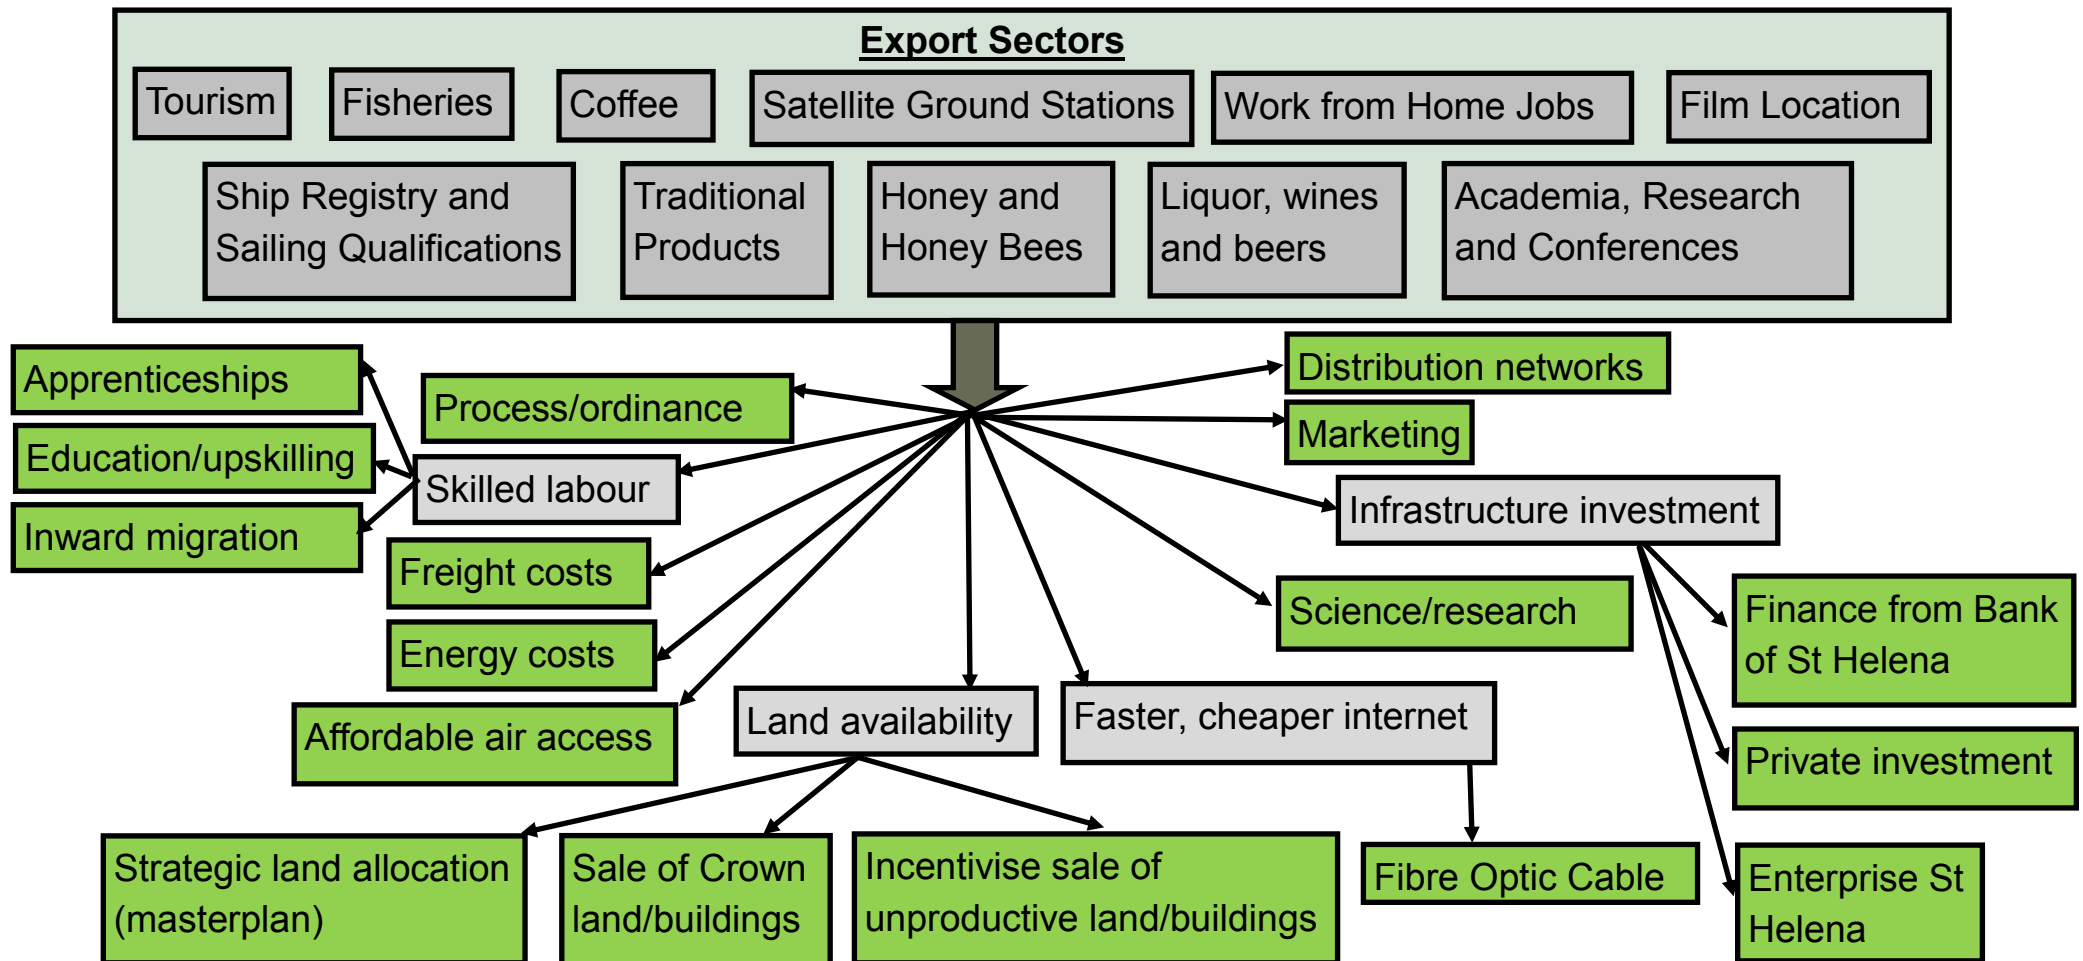 Export Sectors
Tourism
Fisheries
Coffee
Satellite Ground Stations
Work from Home Jobs
Film Location
Ship Registry and
Sailing Qualifications
Traditional
Products
Honey and
Honey Bees
Liquor, wines
and beers
Academia, Research
and Conferences
Apprenticeships
Education/upskilling
Inward migration
Process/ordinance
Skilled labour
Freight costs
Energy costs
Affordable air access
Distribution networks
Marketing
Infrastructure investment
Science/research
Land availability
Faster, cheaper internet
Finance from Bank
of St Helena
Private investment
Enterprise St
Helena
Strategic land allocation
(masterplan)
Sale of Crown
land/buildings
Incentivise sale of
unproductive land/buildings
Fibre Optic Cable